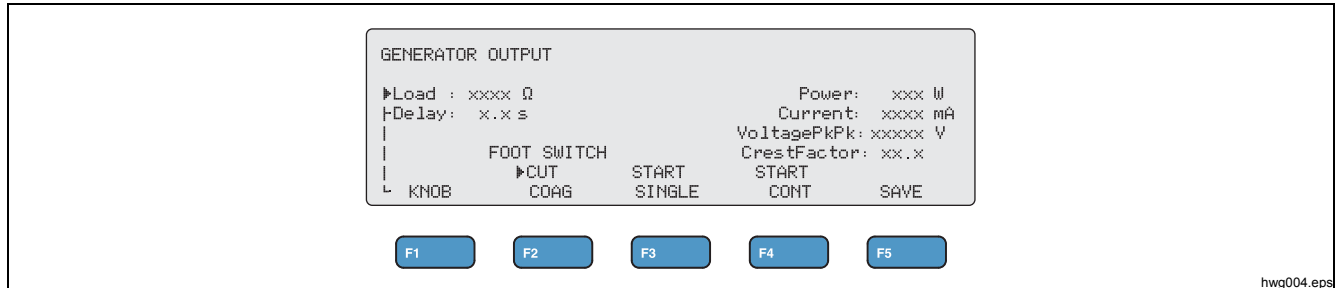 GENERATOR OUTPUT
▶Load : xxxx Ω Power: xxx W
├Delay: x.x s Current: xxxx mA
| VoltagePkPk: xxxxx V
| FOOT SWITCH CrestFactor: xx.x
| ▶CUT START START
└ KNOB COAG SINGLE CONT SAVE
F1 F2 F3 F4 F5
hwq004.eps